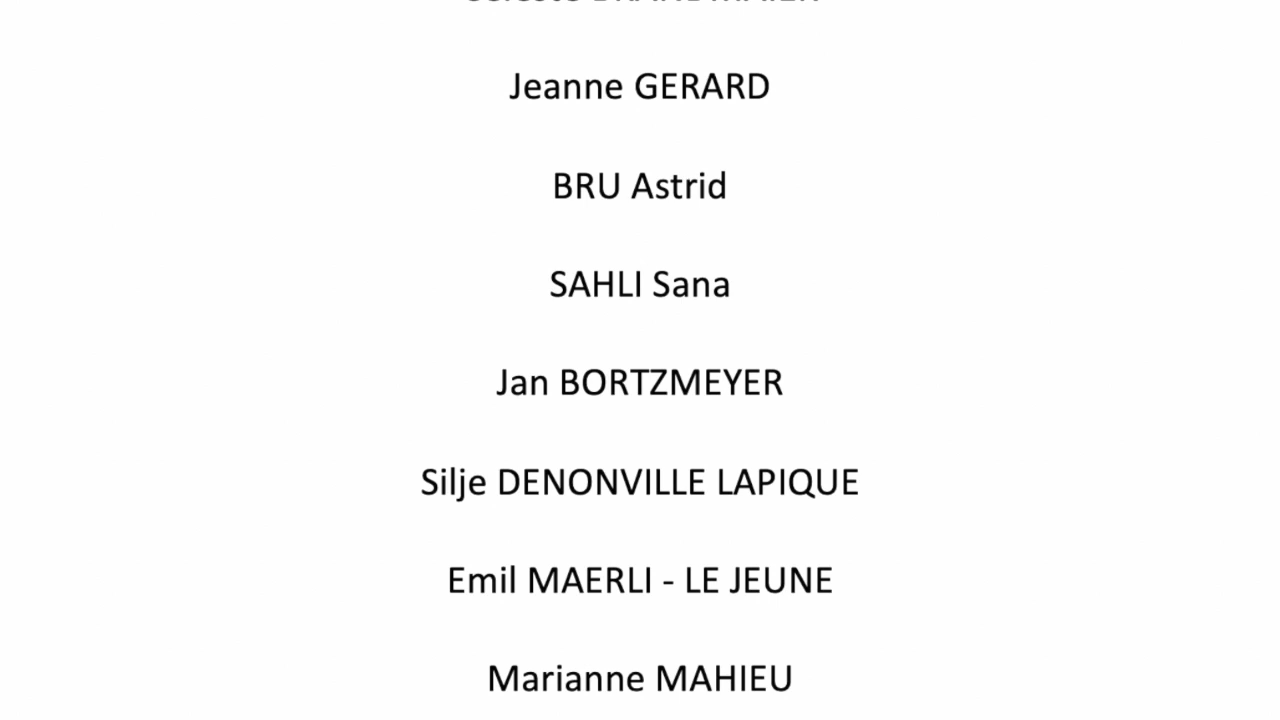 Jeanne GERARD
BRU Astrid
SAHLI Sana
Jan BORTZMEYER
Silje DENONVILLE LAPIQUE
Emil MAERLI - LE JEUNE
Marianne MAHIEU